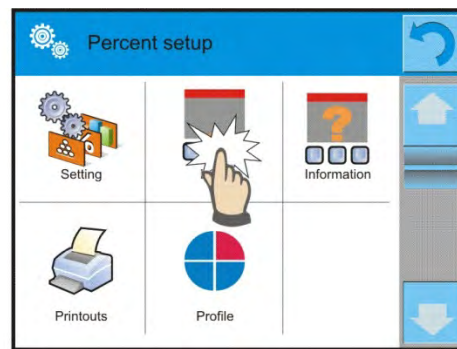 Percent setup
Setting
Information
Printouts
Profile